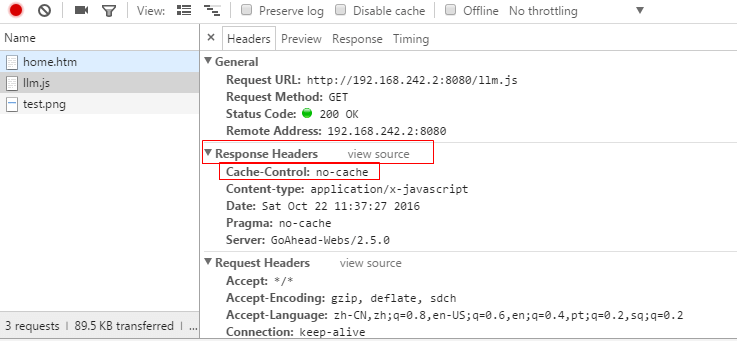 View: Preserve log Disable cache Offline No throttling
Name
home.htm
llm.js
test.png
3 requests | 89.5 KB transferred | ...
× Headers Preview Response Timing
General
Request URL: http://192.168.242.2:8080/llm.js
Request Method: GET
Status Code: 200 OK
Remote Address: 192.168.242.2:8080
Response Headers view source
Cache-Control: no-cache
Content-type: application/x-javascript
Date: Sat Oct 22 11:37:27 2016
Pragma: no-cache
Server: GoAhead-Webs/2.5.0
Request Headers view source
Accept: */*
Accept-Encoding: gzip, deflate, sdch
Accept-Language: zh-CN,zh;q=0.8,en-US;q=0.6,en;q=0.4,pt;q=0.2,sq;q=0.2
Connection: keep-alive